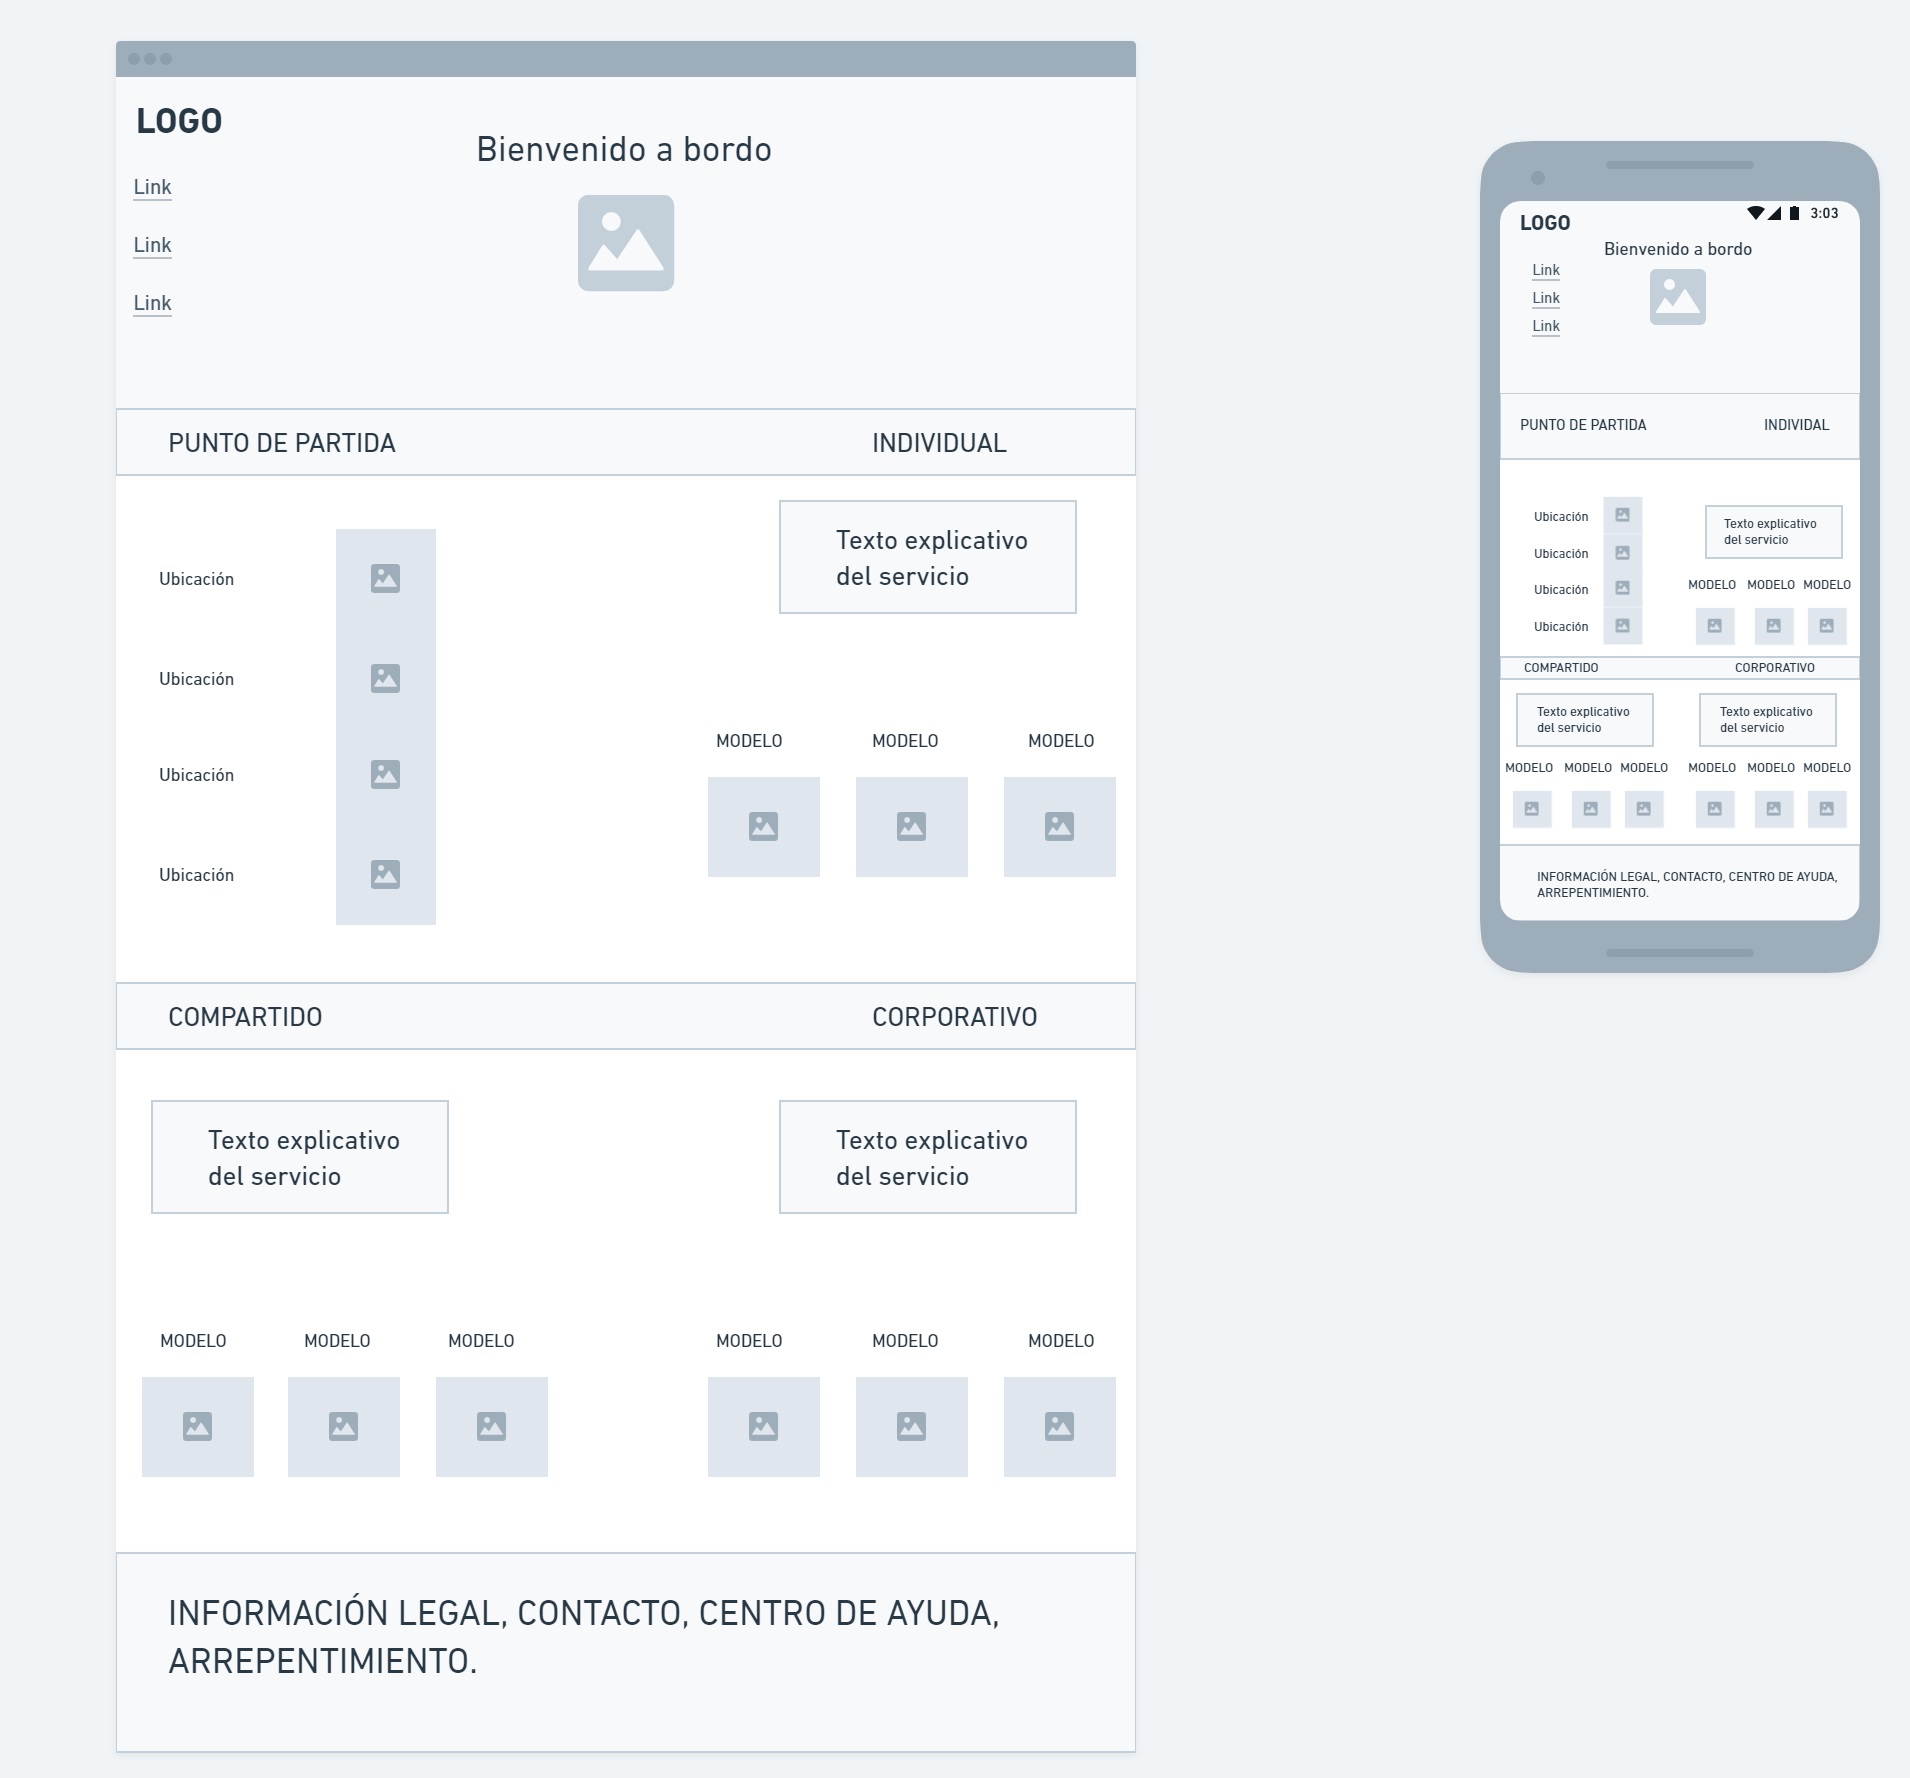 LOGO
Bienvenido a bordo
Link
Link
Link
PUNTO DE PARTIDA INDIVIDUAL
Texto explicativo
del servicio
Ubicación
Ubicación
Ubicación
Ubicación
MODELO MODELO MODELO
COMPARTIDO CORPORATIVO
Texto explicativo
del servicio
Texto explicativo
del servicio
MODELO MODELO MODELO
MODELO MODELO MODELO
INFORMACIÓN LEGAL, CONTACTO, CENTRO DE AYUDA,
ARREPENTIMIENTO.
3:03
LOGO
Bienvenido a bordo
Link
Link
Link
PUNTO DE PARTIDA INDIVIDAL
Ubicación
Ubicación
Ubicación
Ubicación
Texto explicativo
del servicio
MODELO MODELO MODELO
COMPARTIDO CORPORATIVO
Texto explicativo
del servicio
Texto explicativo
del servicio
MODELO MODELO MODELO
MODELO MODELO MODELO
INFORMACIÓN LEGAL, CONTACTO, CENTRO DE AYUDA,
ARREPENTIMIENTO.